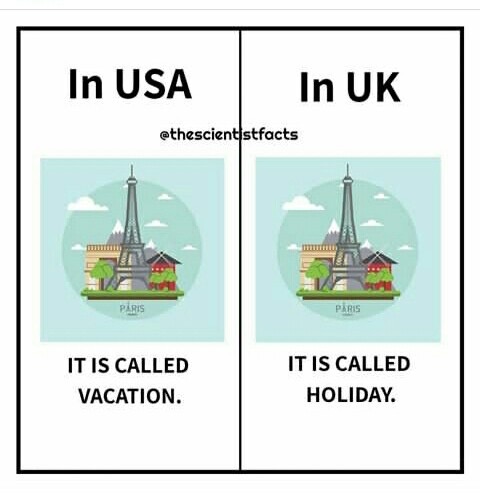 In USA
In UK
@thescientistfacts
PARIS
PARIS
IT IS CALLED
VACATION.
IT IS CALLED
HOLIDAY.